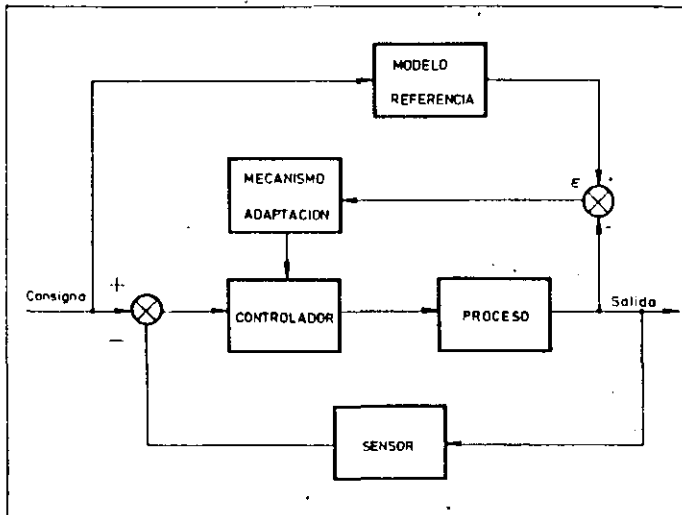 MODELO
REFERENCIA
MECANISMO
ADAPTACION
ε
-
Consigna
+
-
CONTROLADOR
PROCESO
Salida
SENSOR